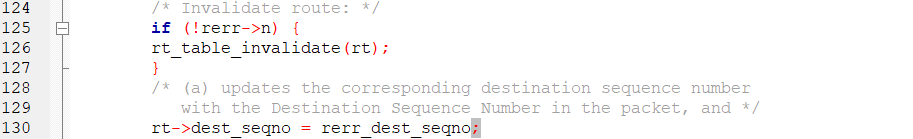 124 /* Invalidate route: */
125 if (!rerr->n) {
126 rt_table_invalidate(rt);
127 }
128 /* (a) updates the corresponding destination sequence number
129 with the Destination Sequence Number in the packet, and */
130 rt->dest_seqno = rerr_dest_seqno;